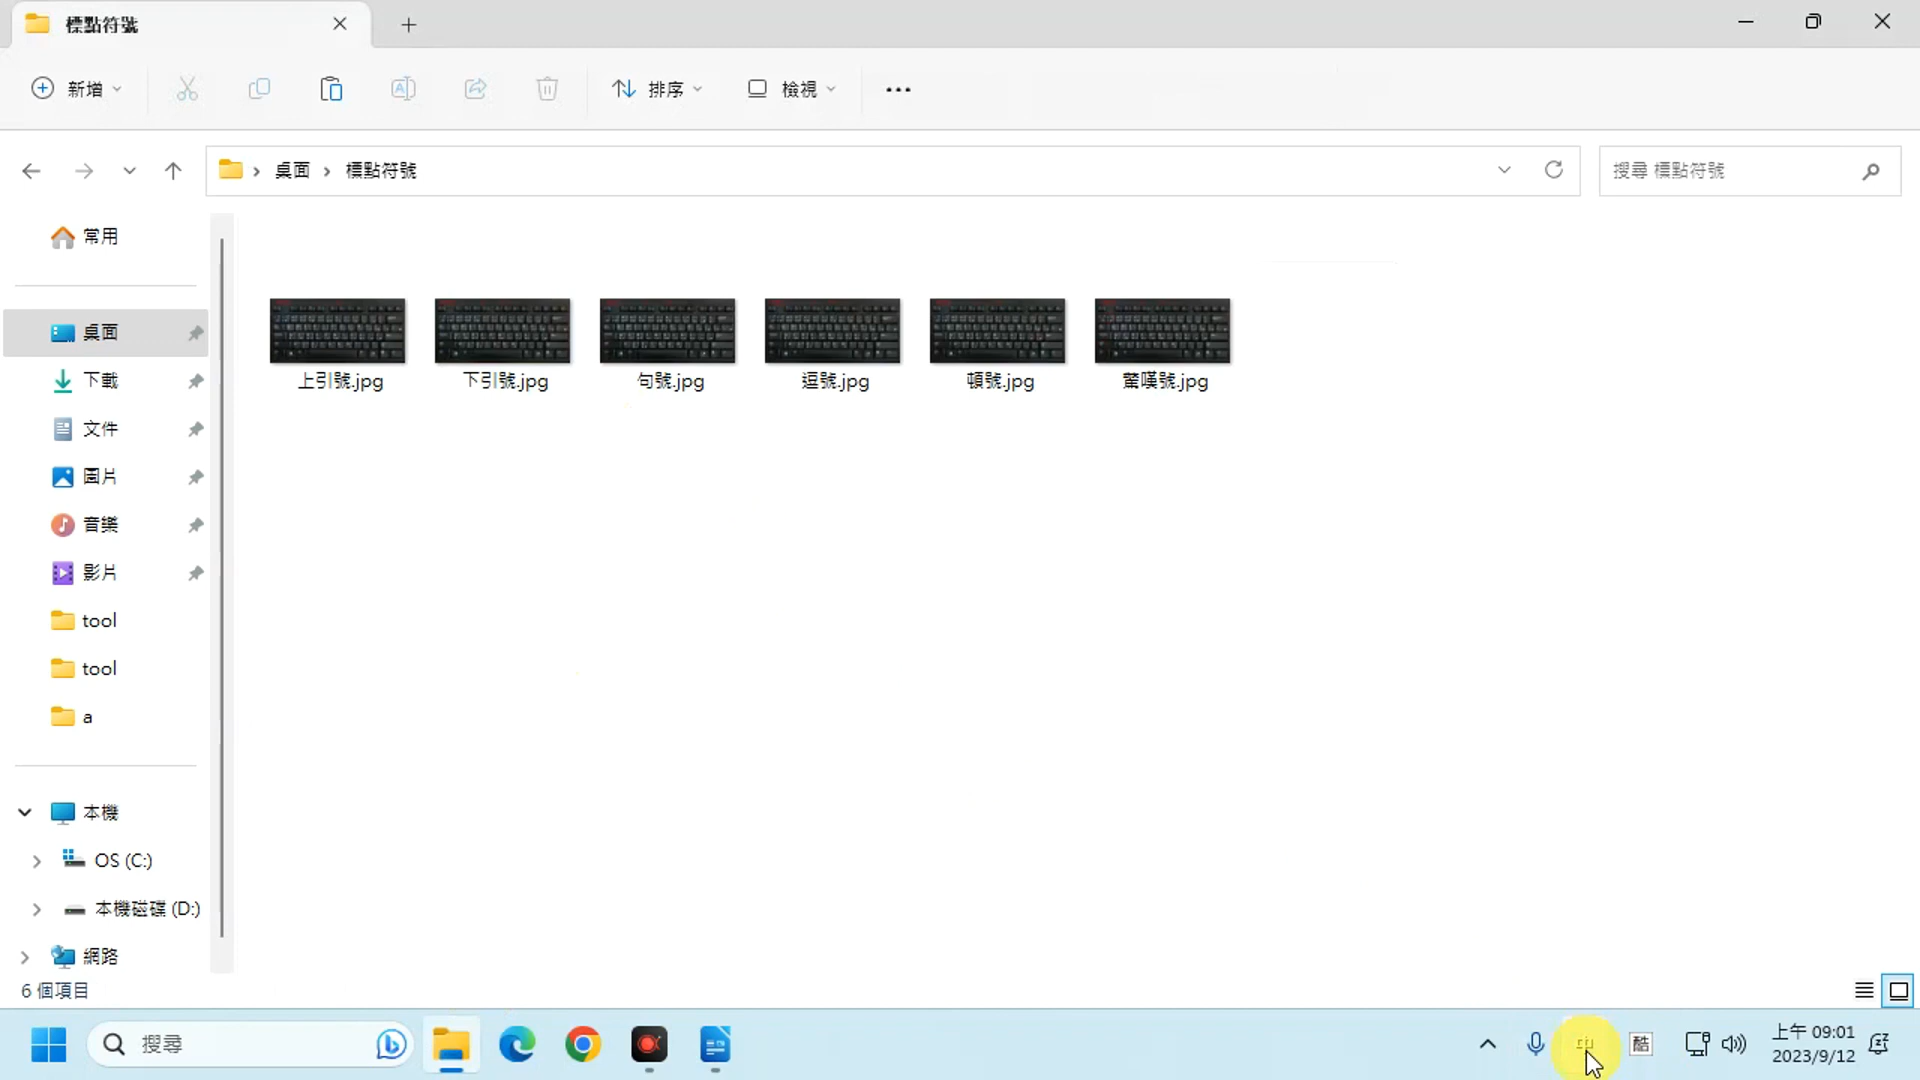 標點符號
新增
排序
檢視
桌面
標點符號
搜尋 標點符號
常用
桌面
下載
文件
圖片
音樂
影片
tool
tool
a
本機
OS (C:)
本機磁碟 (D:)
網路
上引號.jpg
下引號.jpg
句號.jpg
逗號.jpg
頓號.jpg
驚嘆號.jpg
6 個項目
搜尋
中
酷
上午 09:01
2023/9/12